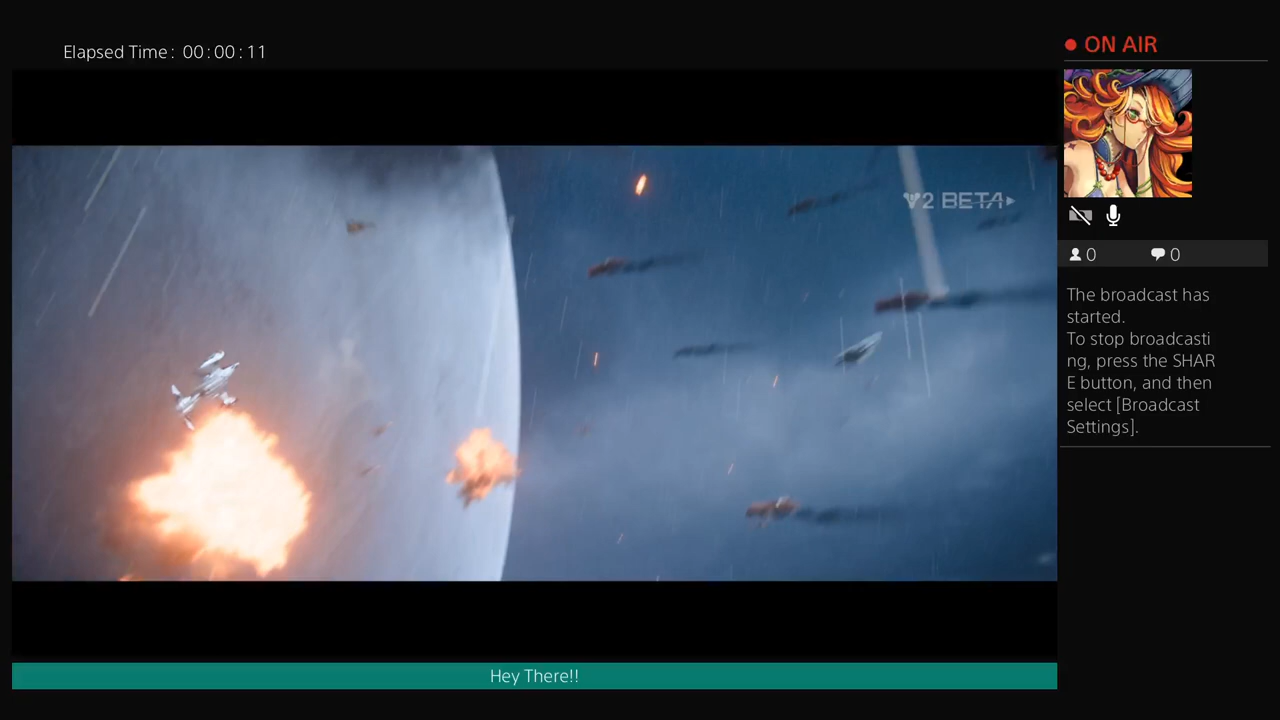 Elapsed Time: 00:00:11
ON AIR
2 BETA
0 0
The broadcast has
started.
To stop broadcasti
ng, press the SHAR
E button, and then
select [Broadcast
Settings].
Hey There!!